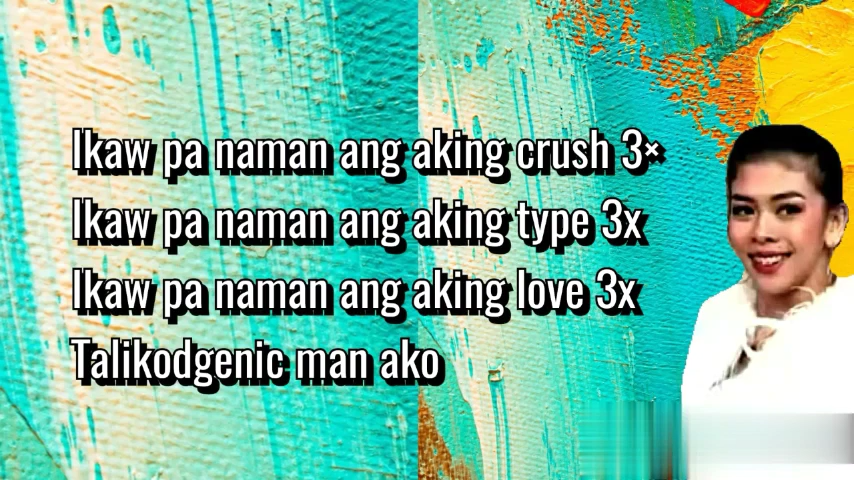 Ikaw pa naman ang aking crush 3×
Ikaw pa naman ang aking type 3x
Ikaw pa naman ang aking love 3x
Talikodgenic man ako